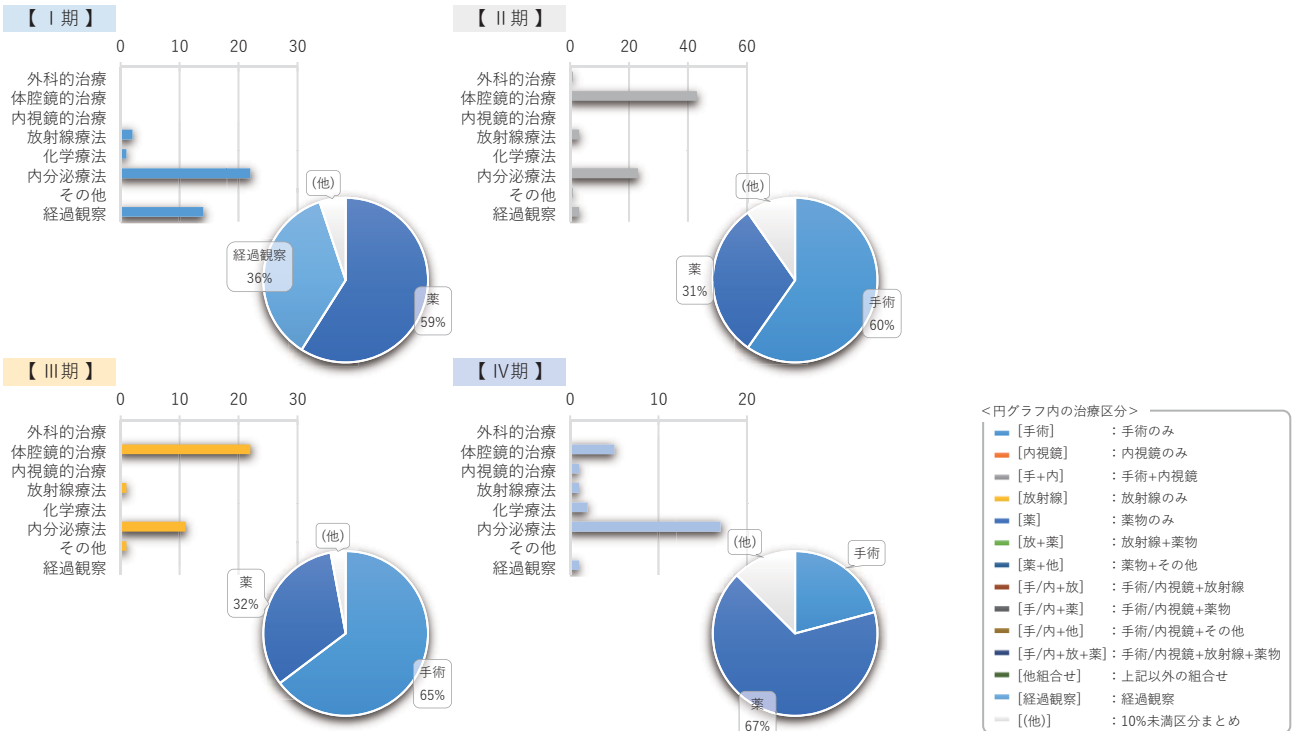 【 Ⅰ期 】
0 10 20 30
外科的治療
体腔鏡的治療
内視鏡的治療
放射線療法
化学療法
内分泌療法
その他
経過観察
(他)
経過観察
36%
薬
59%
【 II期 】
0 20 40 60
外科的治療
体腔鏡的治療
内視鏡的治療
放射線療法
化学療法
内分泌療法
その他
経過観察
(他)
薬
31%
手術
60%
【 III期 】
0 10 20 30
外科的治療
体腔鏡的治療
内視鏡的治療
放射線療法
化学療法
内分泌療法
その他
経過観察
(他)
薬
32%
手術
65%
【 IV期 】
0 10 20
外科的治療
体腔鏡的治療
内視鏡的治療
放射線療法
化学療法
内分泌療法
その他
経過観察
(他)
手術
薬
67%
＜円グラフ内の治療区分＞
[手術] ：手術のみ
[内視鏡] ：内視鏡のみ
[手+内] ：手術+内視鏡
[放射線] ：放射線のみ
[薬] ：薬物のみ
[放+薬] ：放射線+薬物
[薬+他] ：薬物+その他
[手/内+放] ：手術/内視鏡+放射線
[手/内+薬] ：手術/内視鏡+薬物
[手/内+他] ：手術/内視鏡+その他
[手/内+放+薬]：手術/内視鏡+放射線+薬物
[他組合せ] ：上記以外の組合せ
[経過観察] ：経過観察
[(他)] ：10%未満区分まとめ